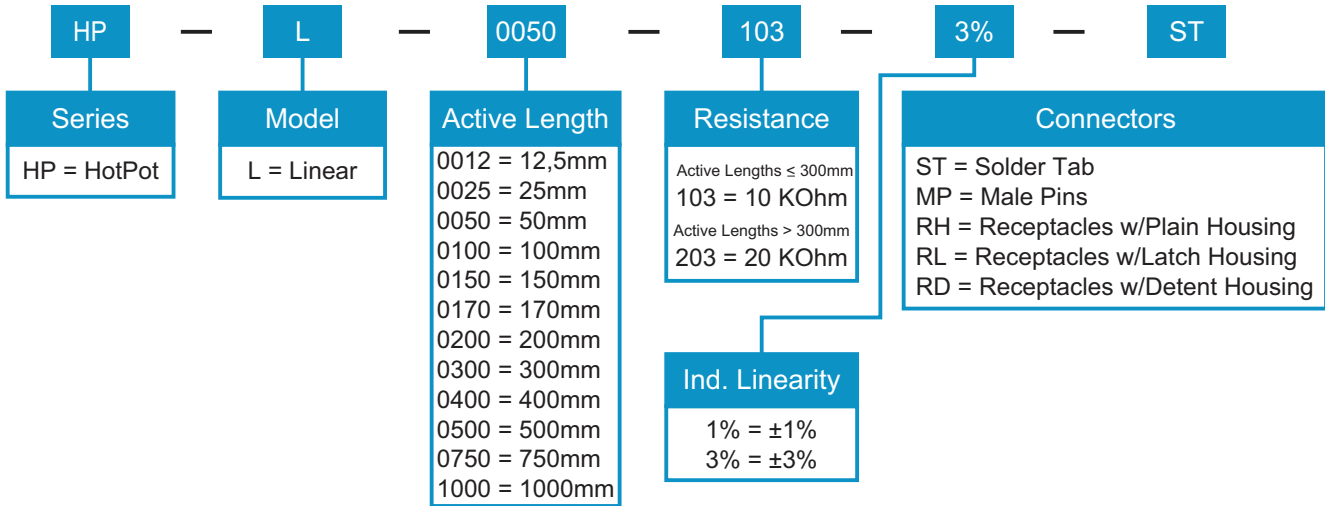 HP — L — 0050 — 103 — 3% — ST
Series
HP = HotPot
Model
L = Linear
Active Length
0012 = 12,5mm
0025 = 25mm
0050 = 50mm
0100 = 100mm
0150 = 150mm
0170 = 170mm
0200 = 200mm
0300 = 300mm
0400 = 400mm
0500 = 500mm
0750 = 750mm
1000 = 1000mm
Resistance
Active Lengths ≤ 300mm
103 = 10 KOhm
Active Lengths > 300mm
203 = 20 KOhm
Ind. Linearity
1% = ±1%
3% = ±3%
Connectors
ST = Solder Tab
MP = Male Pins
RH = Receptacles w/Plain Housing
RL = Receptacles w/Latch Housing
RD = Receptacles w/Detent Housing